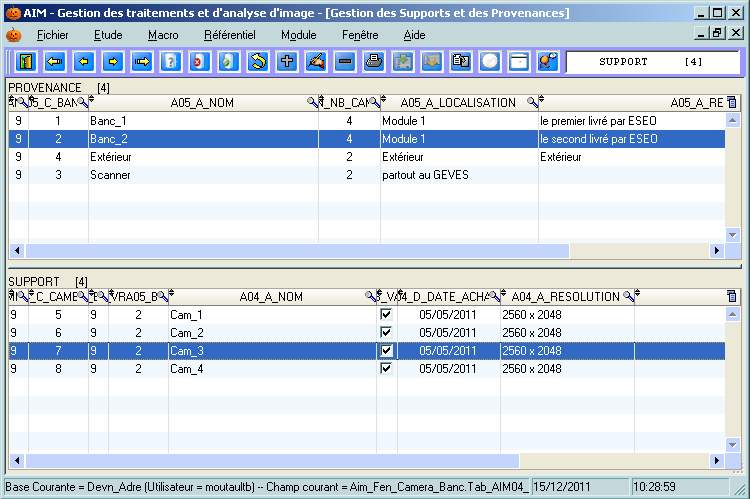 AIM - Gestion des traitements et d'analyse d'image - [Gestion des Supports et des Provenances]
Fichier Etude Macro Référentiel Module Fenêtre Aide
SUPPORT [4]
PROVENANCE [4]
A05_A_NOM _NB_CAM A05_A_LOCALISATION A05_A_RE
9 1 Banc_1 4 Module 1 le premier livré par ESEO
9 2 Banc_2 4 Module 1 le second livré par ESEO
9 4 Extérieur 2 Extérieur Extérieur
9 3 Scanner 2 partout au GEVES
SUPPORT [4]
_C_CAME VRA05_B A04_A_NOM _VA 4_D_DATE_ACHA A04_A_RESOLUTION
9 5 9 2 Cam_1 05/05/2011 2560 x 2048
9 6 9 2 Cam_2 05/05/2011 2560 x 2048
9 7 9 2 Cam_3 05/05/2011 2560 x 2048
9 8 9 2 Cam_4 05/05/2011 2560 x 2048
Base Courante = Devn_Adre (Utilisateur = moutaultb) -- Champ courant = Aim_Fen_Camera_Banc.Tab_AIM04_ 15/12/2011 10:28:59